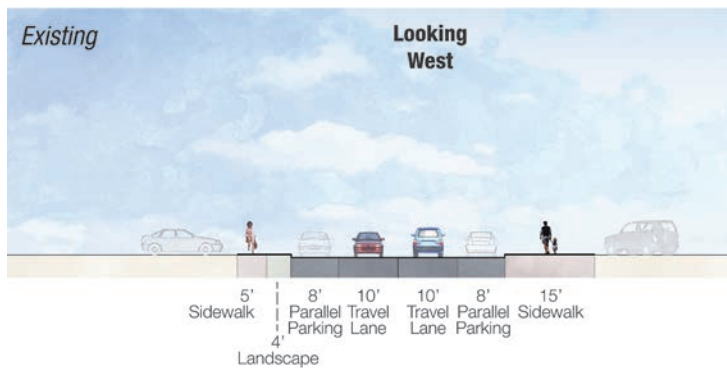 Existing
Looking
West
5’
Sidewalk
4’
Landscape
8’
Parallel
Parking
10’
Travel
Lane
10’
Travel
Lane
8’
Parallel
Parking
15’
Sidewalk